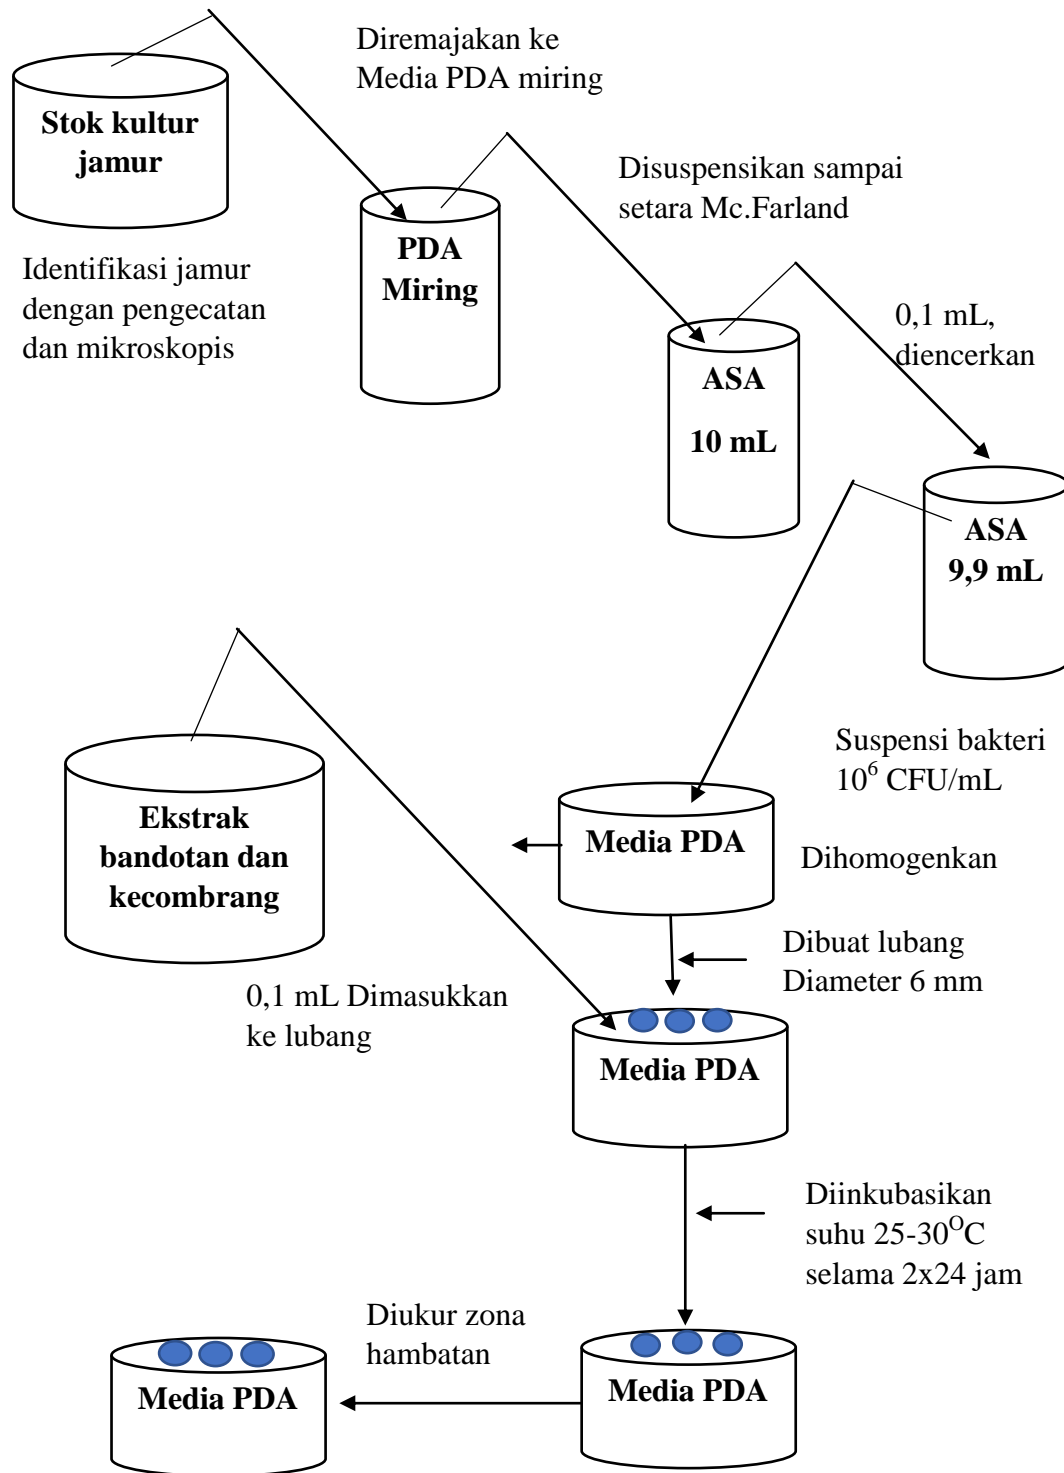 Diremajakan ke
Media PDA miring
Stok kultur
jamur
Identifikasi jamur
dengan pengecatan
dan mikroskopis
PDA
Miring
Disuspensikan sampai
setara Mc.Farland
ASA
10 mL
0,1 mL,
diencerkan
ASA
9,9 mL
Suspensi bakteri
10⁶ CFU/mL
Media PDA
Dihomogenkan
Ekstrak
bandotan dan
kecombrang
Dibuat lubang
Diameter 6 mm
0,1 mL Dimasukkan
ke lubang
Media PDA
Diinkubasikan
suhu 25-30ᴼC
selama 2x24 jam
Media PDA
Diukur zona
hambatan
Media PDA